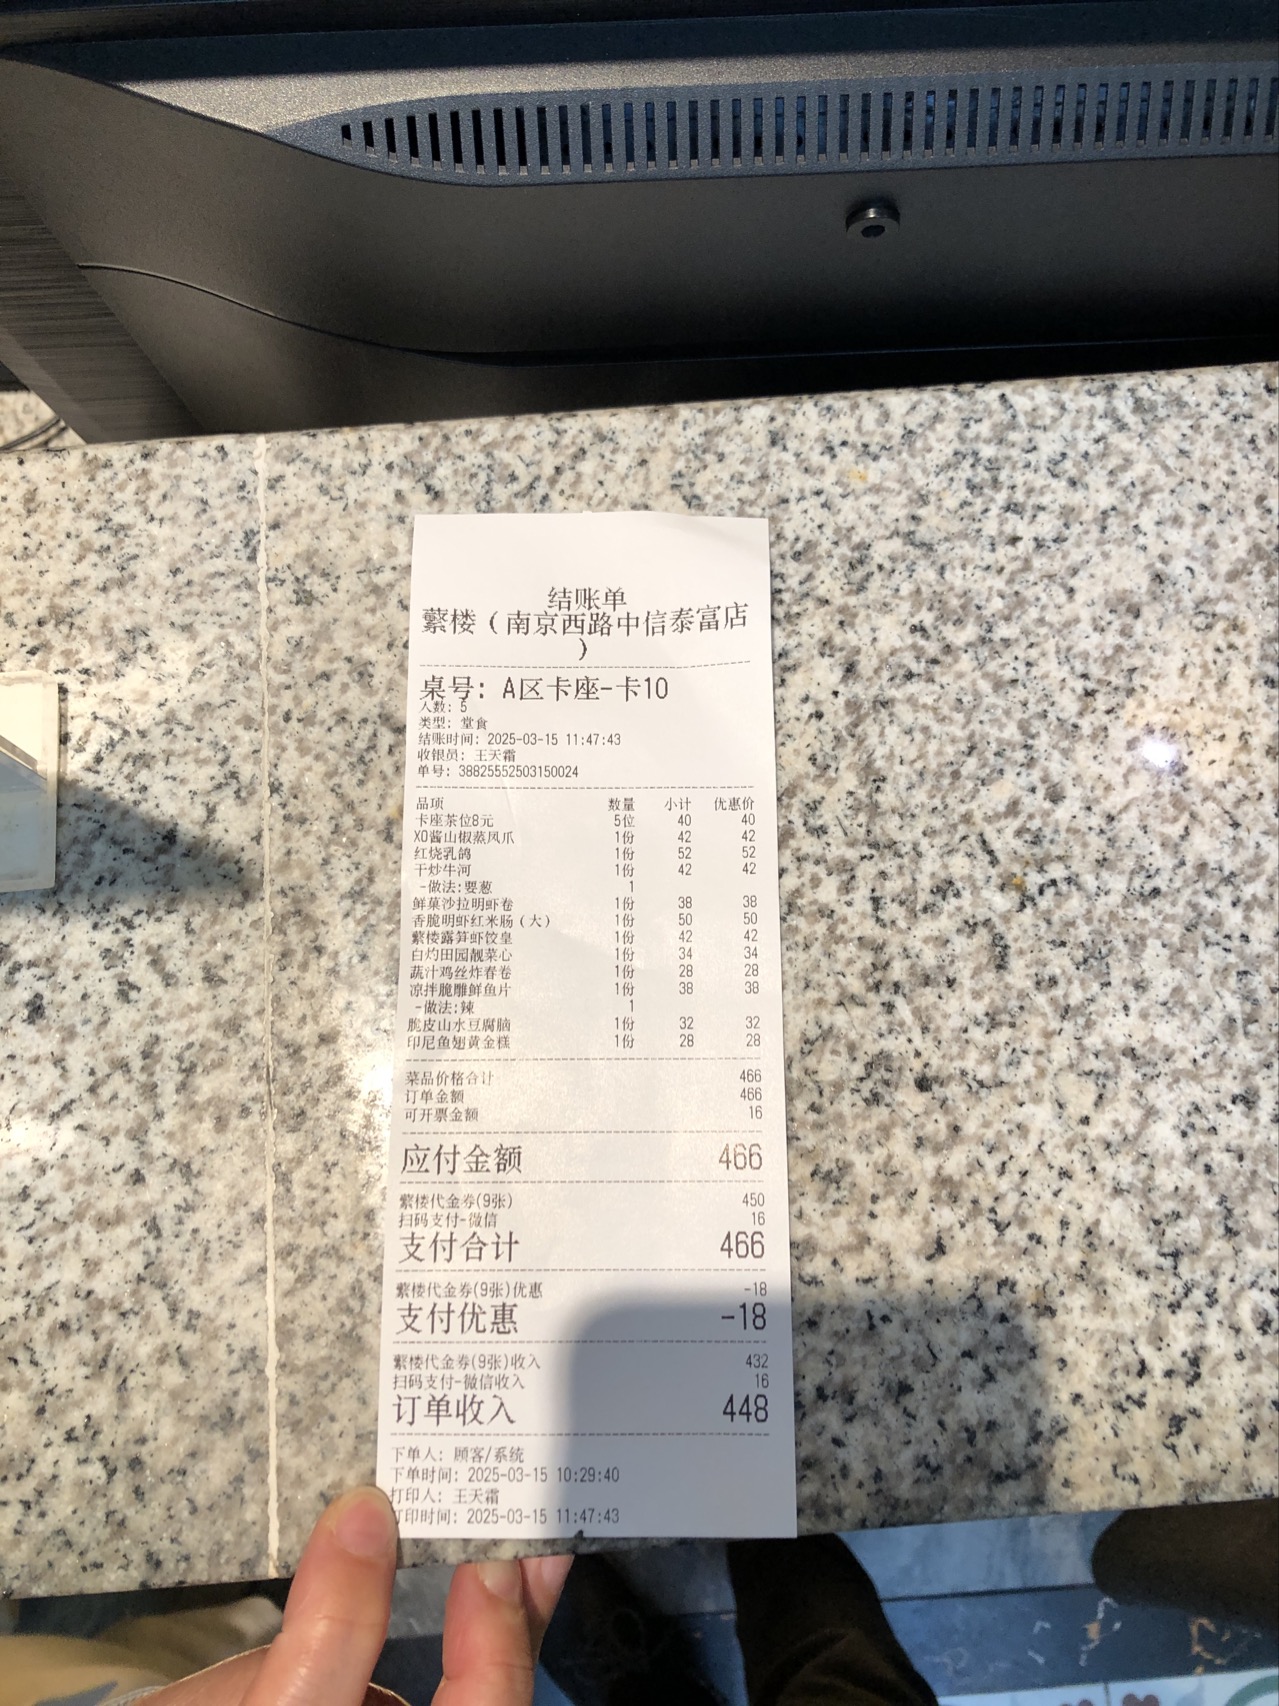 结账单
蘩楼（南京西路中信泰富店
）
桌号：A区卡座-卡10
人数：5
类型：堂食
结账时间：2025-03-15 11:47:43
收银员：王天霜
单号：38825552503150024
品项 数量 小计 优惠价
卡座茶位8元 5位 40 40
XO酱山椒蒸凤爪 1份 42 42
红烧乳鸽 1份 52 52
干炒牛河 1份 42 42
-做法:要葱 1
鲜菓沙拉明虾卷 1份 38 38
香脆明虾红米肠（大） 1份 50 50
蘩楼露笋虾饺皇 1份 42 42
白灼田园靓菜心 1份 34 34
蔬汁鸡丝炸春卷 1份 28 28
凉拌脆雕鲜鱼片 1份 38 38
-做法:辣 1
脆皮山水豆腐脑 1份 32 32
印尼鱼翅黄金糕 1份 28 28
菜品价格合计 466
订单金额 466
可开票金额 16
应付金额 466
蘩楼代金券(9张) 450
扫码支付-微信 16
支付合计 466
蘩楼代金券(9张)优惠 -18
支付优惠 -18
蘩楼代金券(9张)收入 432
扫码支付-微信收入 16
订单收入 448
下单人：顾客/系统
下单时间：2025-03-15 10:29:40
打印人：王天霜
打印时间：2025-03-15 11:47:43